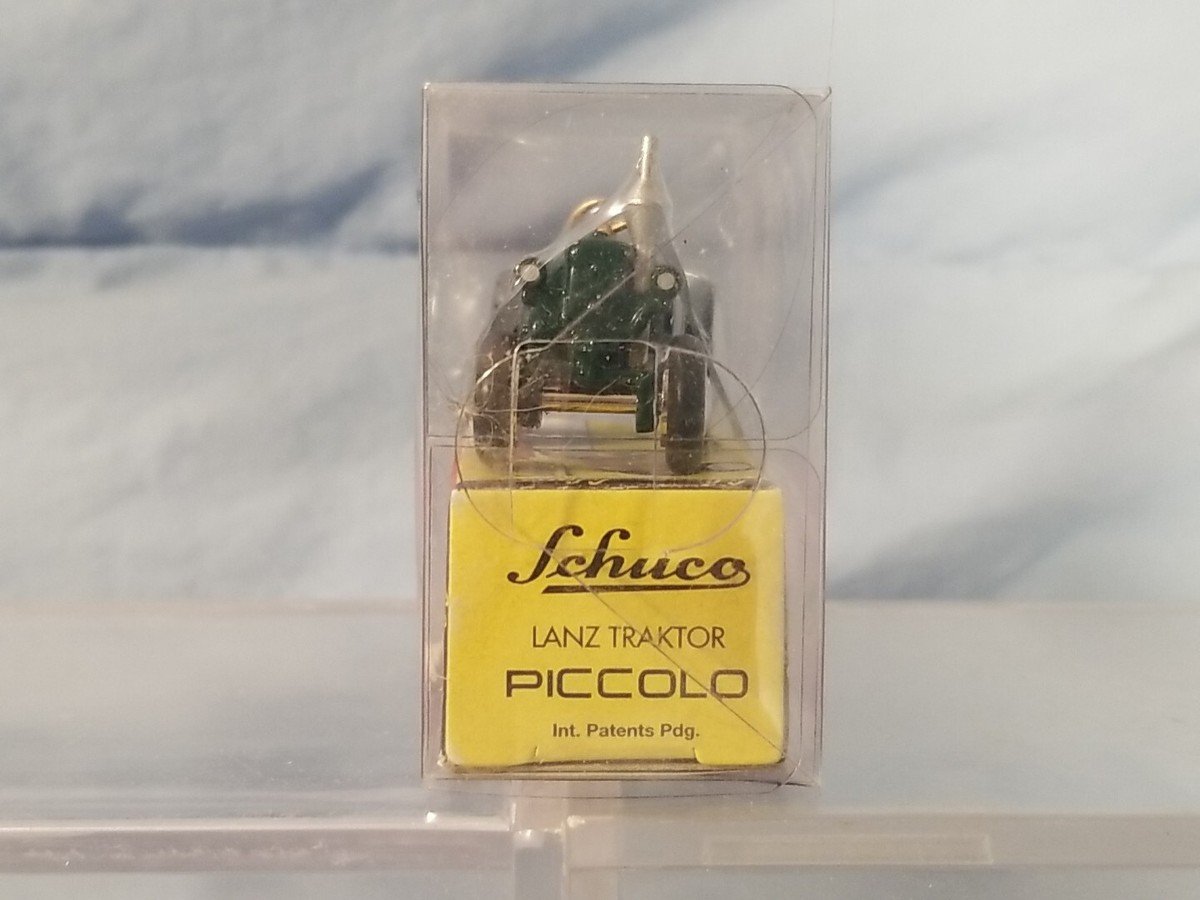 Schuco
LANZ TRAKTOR
PICCOLO
Int. Patents Pdg.